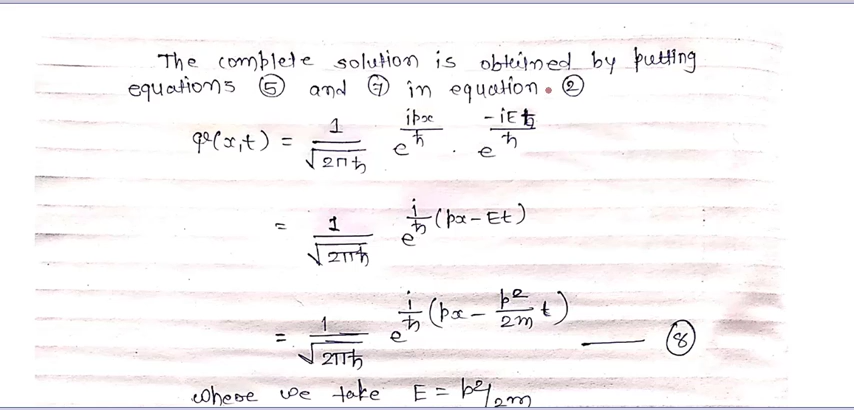 The complete solution is obtained by putting
equations ⑤ and ⑦ in equation. ②
φ(x,t) = 1/√2πħ e^(ipx/ħ) . e^(-iEħ/ħ)
= 1/√2πħ e^(i/ħ (px-Et))
= 1/√2πħ e^(i/ħ (px - p²/2m t)) —— ⑧
where we take E = p²/2m